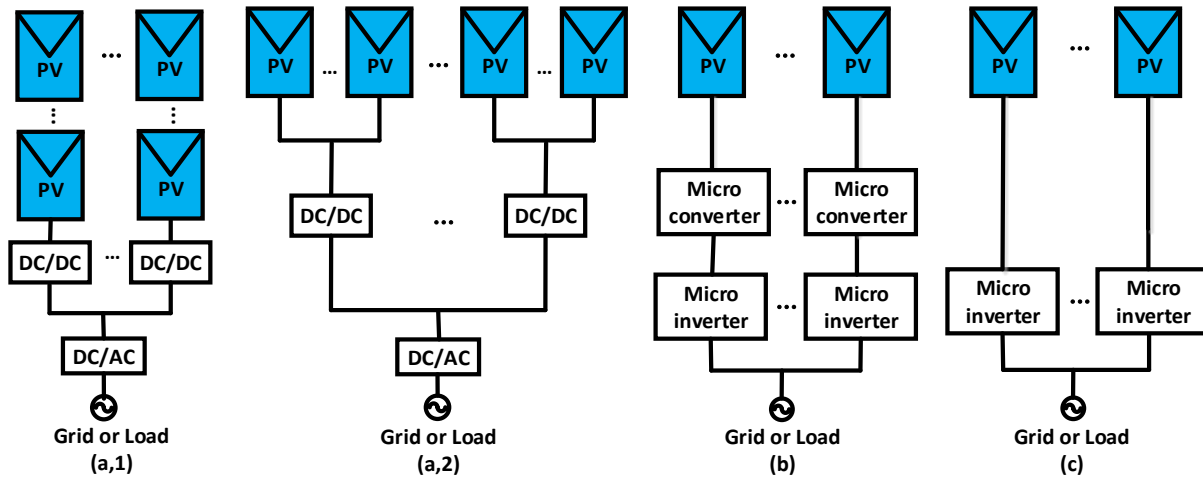 PV ... PV
PV ... PV ... PV ... PV
PV ... PV
PV ... PV
⋮ ⋮
PV PV
Micro converter ... Micro converter
DC/DC ... DC/DC
DC/DC ... DC/DC
Micro inverter ... Micro inverter
Micro inverter ... Micro inverter
DC/AC
DC/AC
Grid or Load
(a,1)
Grid or Load
(a,2)
Grid or Load
(b)
Grid or Load
(c)